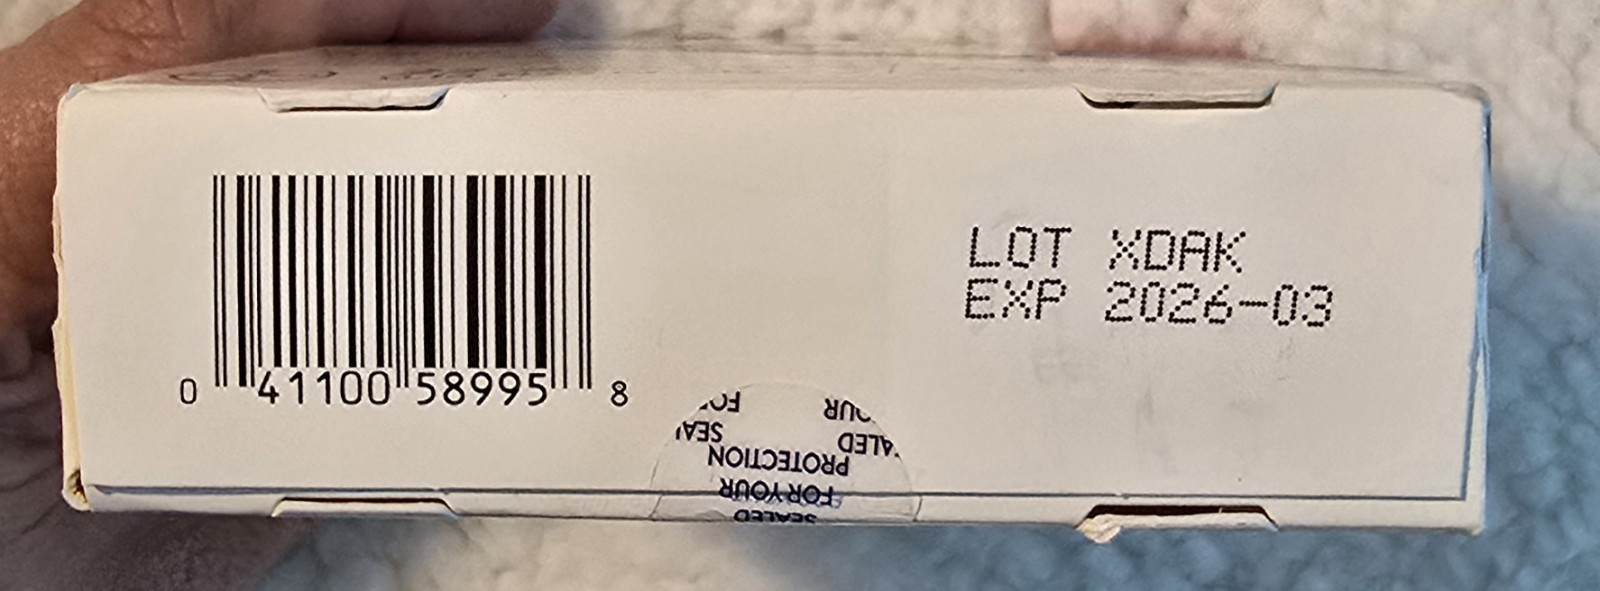 0 41100 58995 8
LOT XDAK
EXP 2026-03
SEALED
FOR YOUR
PROTECTION